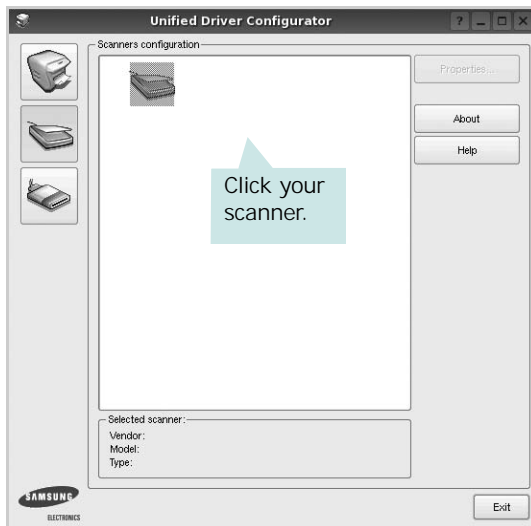 Unified Driver Configurator
Scanners configuration
Properties...
About
Help
Click your
scanner.
Selected scanner:
Vendor:
Model:
Type:
SAMSUNG
ELECTRONICS
Exit